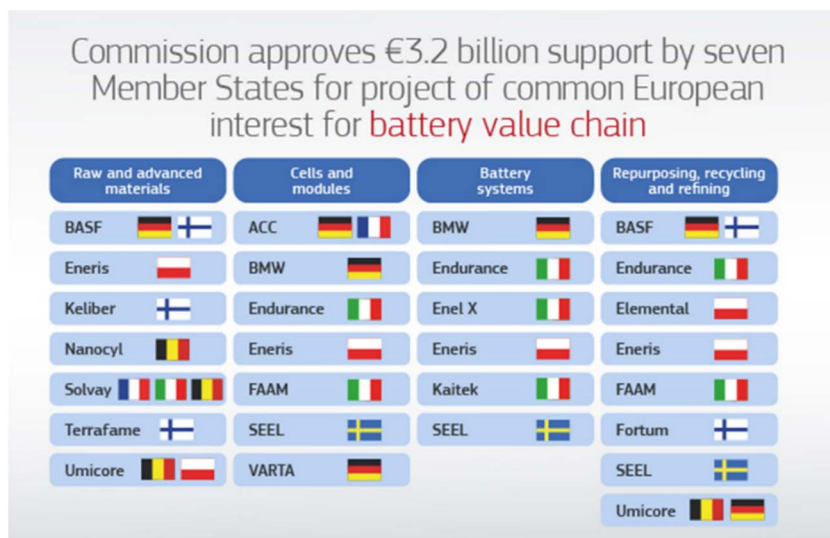 Commission approves €3.2 billion support by seven
Member States for project of common European
interest for battery value chain
Raw and advanced
materials
BASF
Eneris
Keliber
Nanocyl
Solvay
Terrafame
Umicore
Cells and
modules
ACC
BMW
Endurance
Eneris
FAAM
SEEL
VARTA
Battery
systems
BMW
Endurance
Enel X
Eneris
Kaitek
SEEL
Repurposing, recycling
and refining
BASF
Endurance
Elemental
Eneris
FAAM
Fortum
SEEL
Umicore